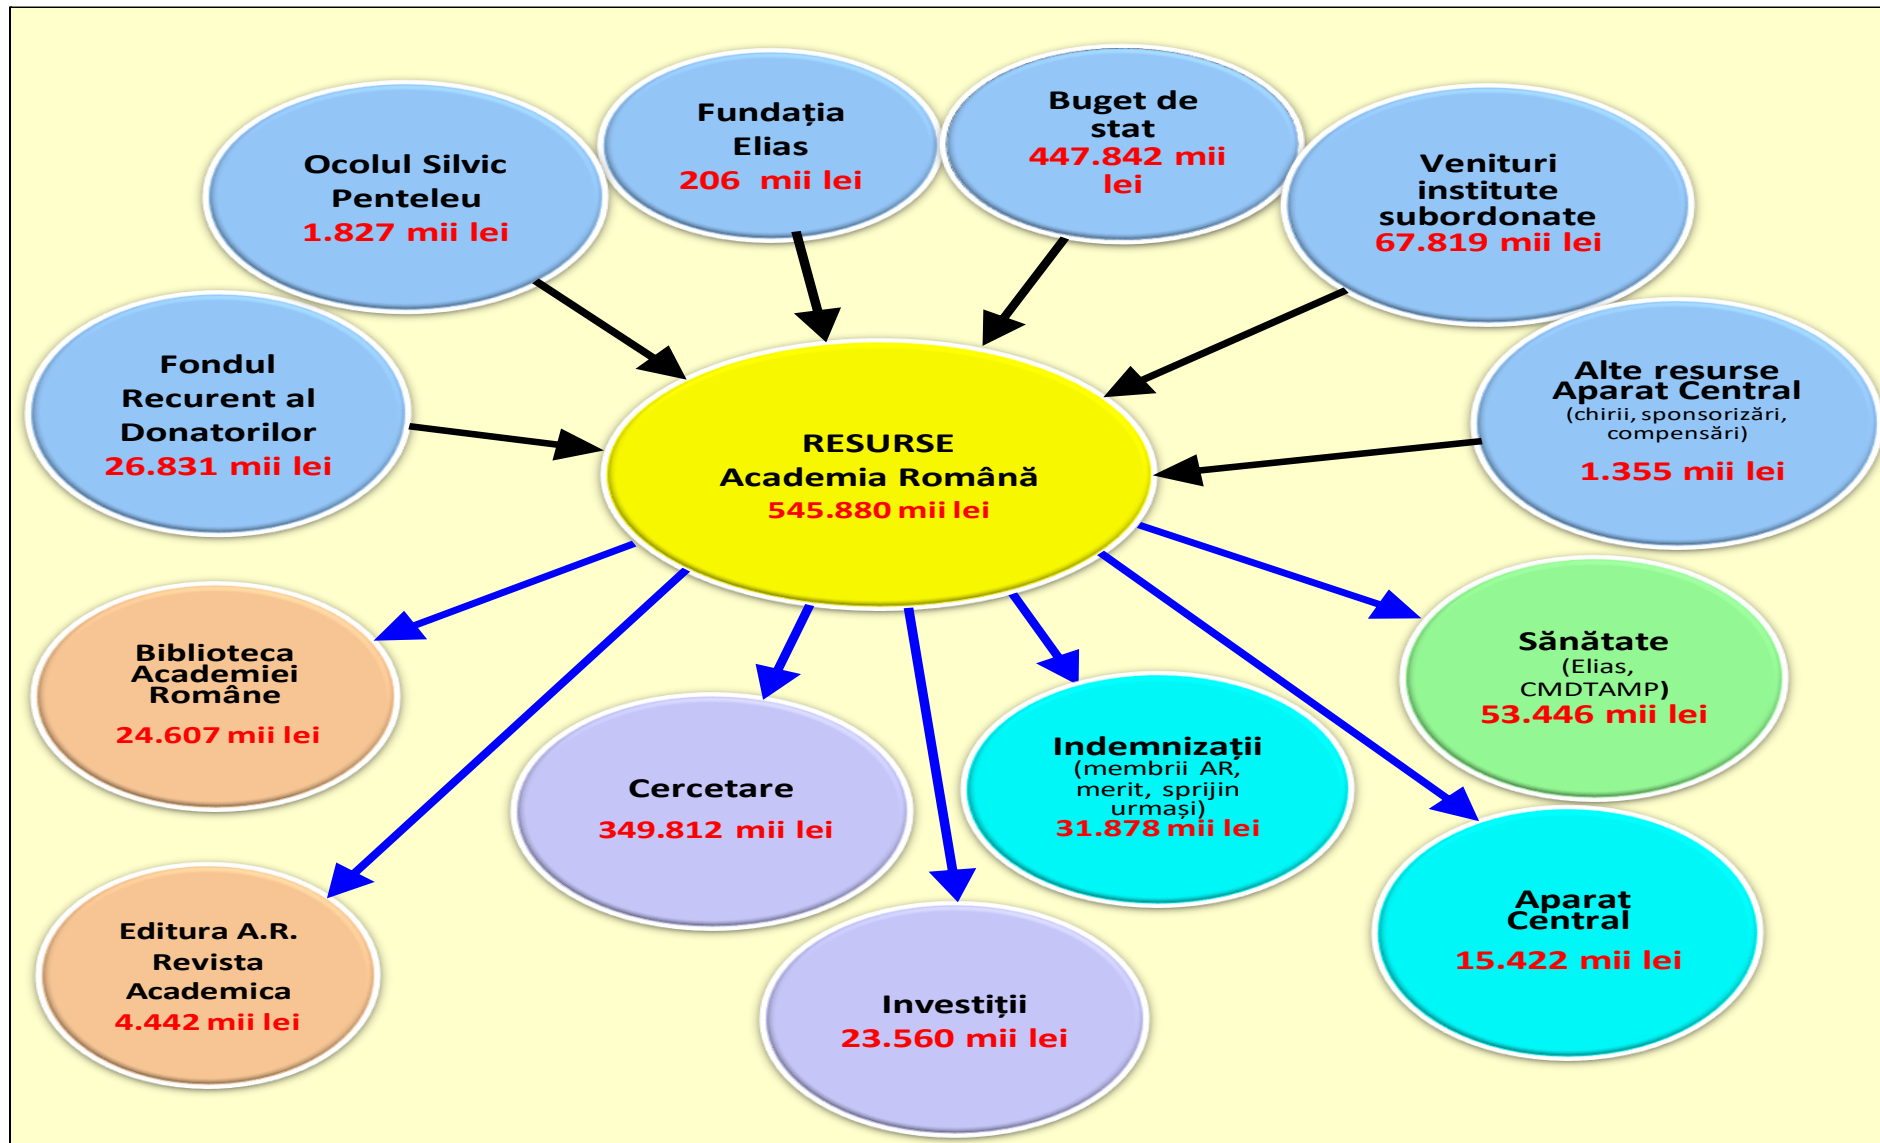 Fundația
Elias
206 mii lei
Buget de
stat
447.842 mii
lei
Ocolul Silvic
Penteleu
1.827 mii lei
Venituri
institute
subordonate
67.819 mii lei
Fondul
Recurent al
Donatorilor
26.831 mii lei
Alte resurse
Aparat Central
(chirii, sponsorizări,
compensări)
1.355 mii lei
RESURSE
Academia Română
545.880 mii lei
Biblioteca
Academiei
Române
24.607 mii lei
Sănătate
(Elias,
CMDTAMP)
53.446 mii lei
Cercetare
349.812 mii lei
Indemnizații
(membrii AR,
merit, sprijin
urmași)
31.878 mii lei
Editura A.R.
Revista
Academica
4.442 mii lei
Investiții
23.560 mii lei
Aparat
Central
15.422 mii lei